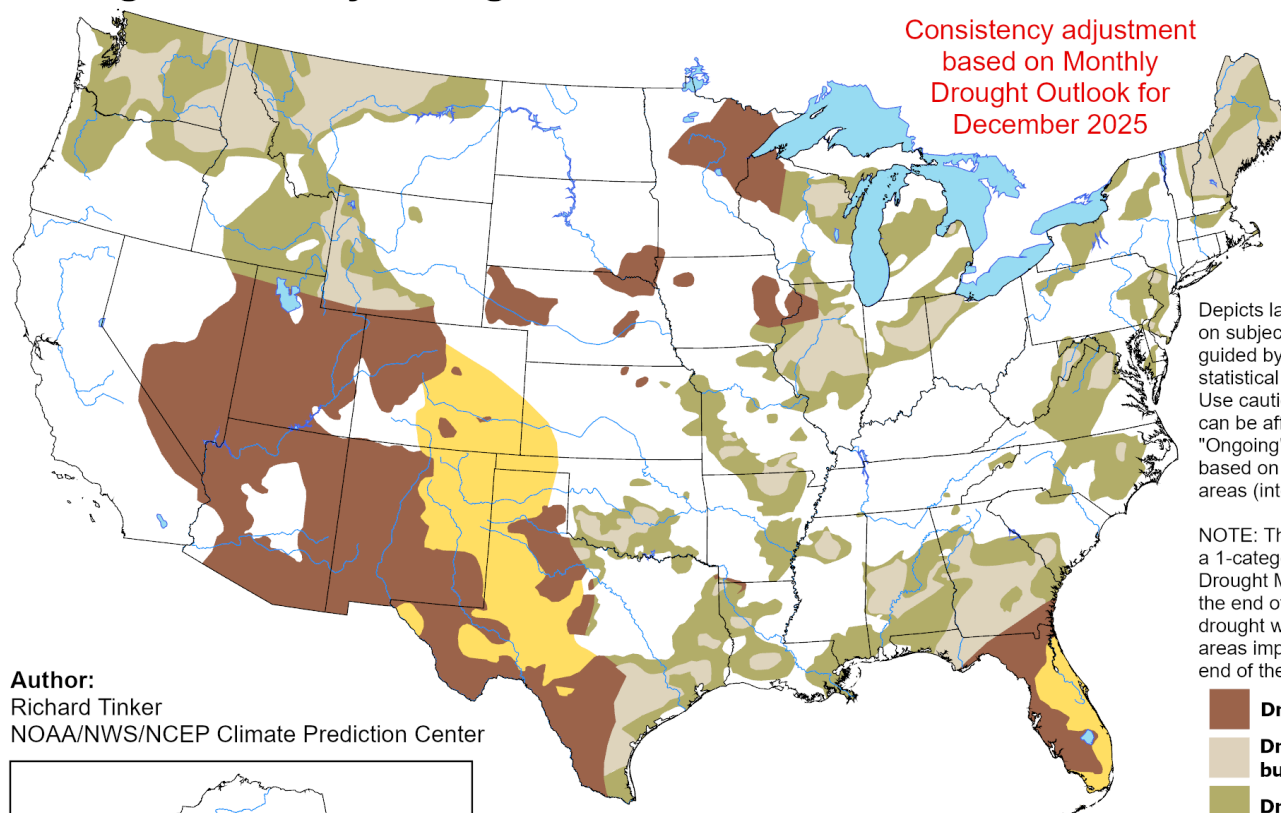 Consistency adjustment
based on Monthly
Drought Outlook for
December 2025
Depicts la
on subjec
guided by
statistical
Use cauti
can be aff
"Ongoing"
based on
areas (int
NOTE: Th
a 1-categ
Drought M
the end of
drought w
areas imp
end of the
Author:
Richard Tinker
NOAA/NWS/NCEP Climate Prediction Center
Dr
Dr
bu
Dr